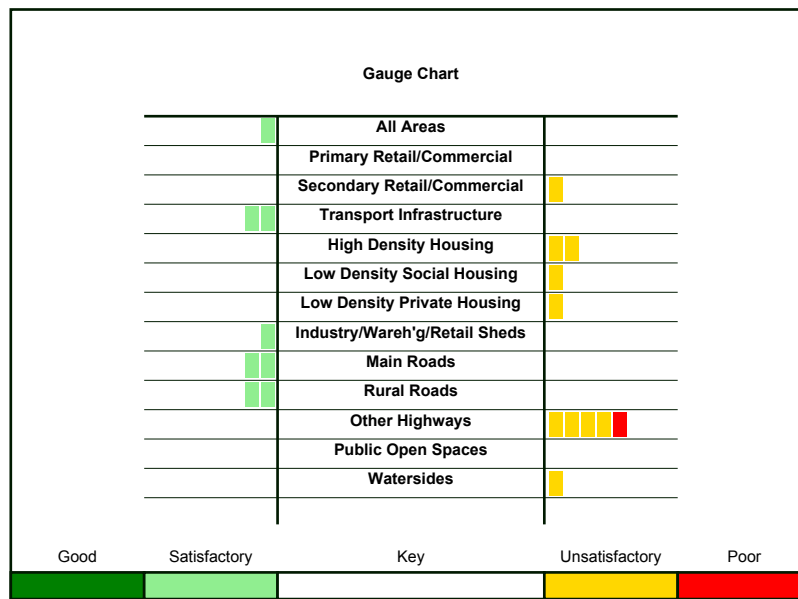 Gauge Chart
All Areas
Primary Retail/Commercial
Secondary Retail/Commercial
Transport Infrastructure
High Density Housing
Low Density Social Housing
Low Density Private Housing
Industry/Wareh'g/Retail Sheds
Main Roads
Rural Roads
Other Highways
Public Open Spaces
Watersides
Good Satisfactory Key Unsatisfactory Poor